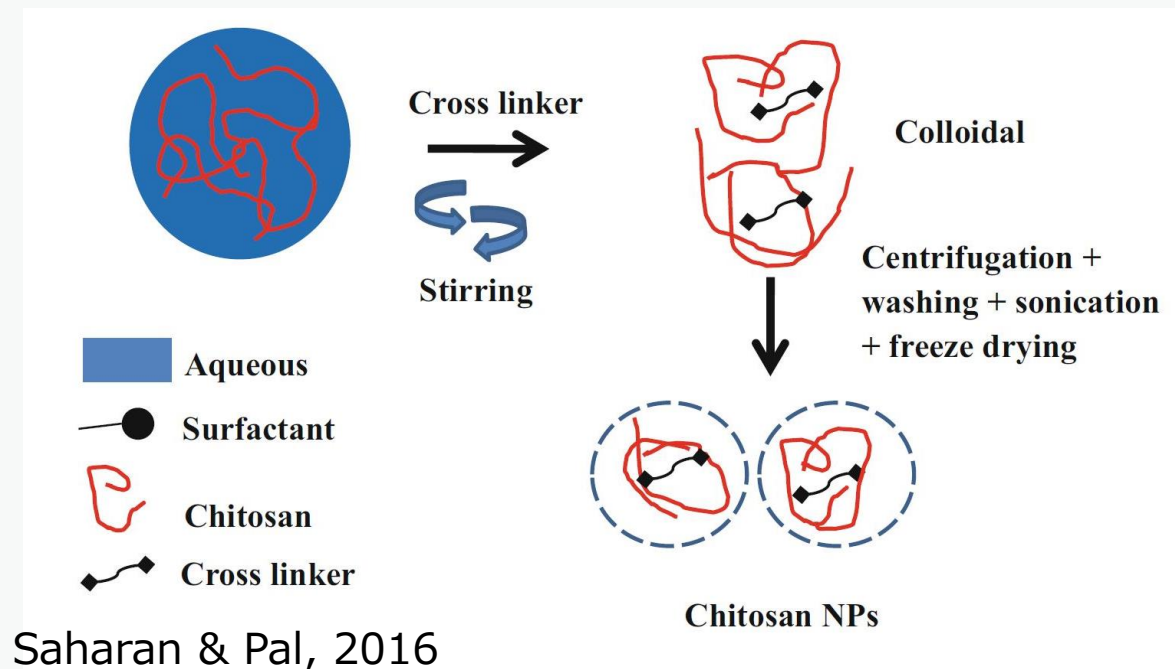 Cross linker
Stirring
Colloidal
Centrifugation +
washing + sonication
+ freeze drying
Aqueous
Surfactant
Chitosan
Cross linker
Chitosan NPs
Saharan & Pal, 2016